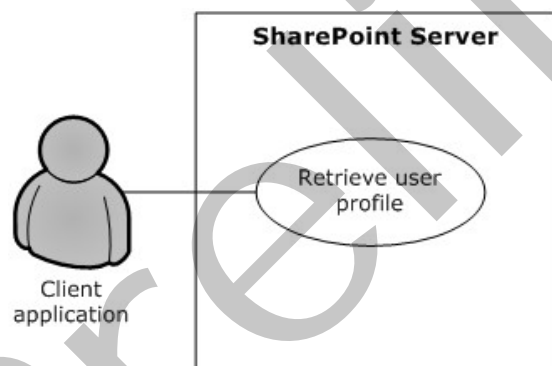 SharePoint Server
Retrieve user
profile
Client
application